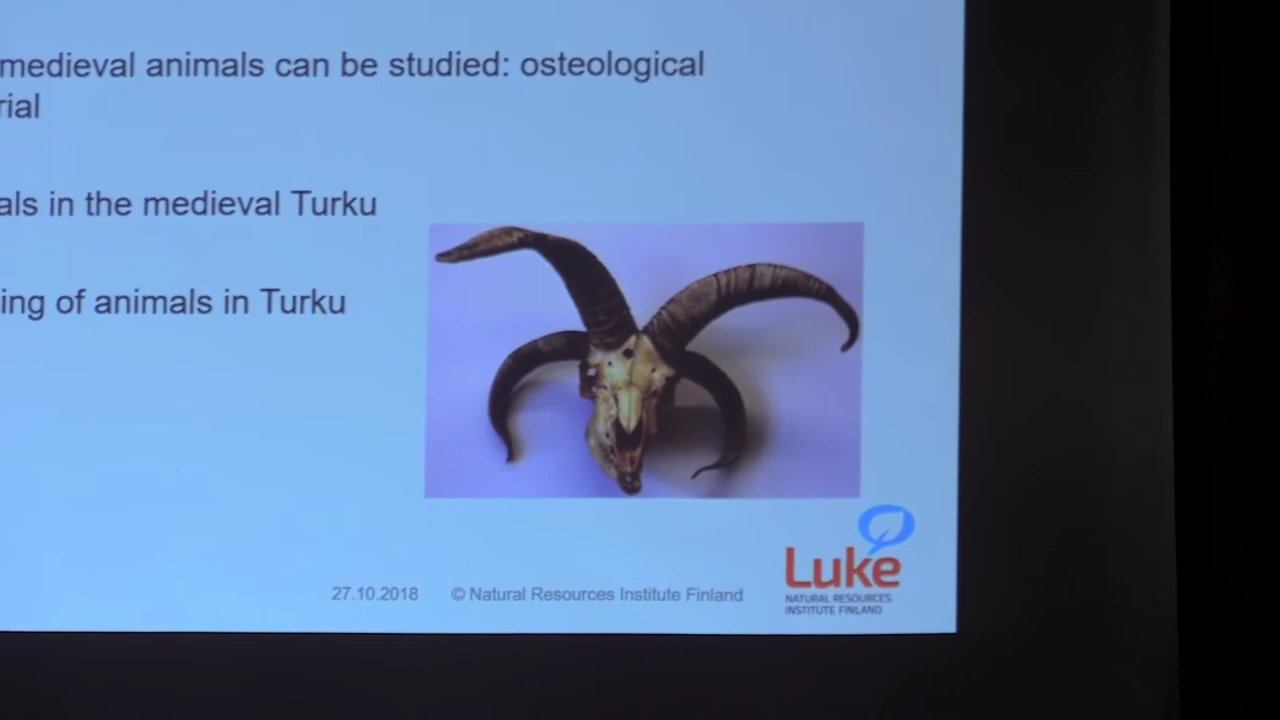 medieval animals can be studied: osteological
rial
als in the medieval Turku
ing of animals in Turku
27.10.2018 © Natural Resources Institute Finland
Luke
NATURAL RESOURCES
INSTITUTE FINLAND